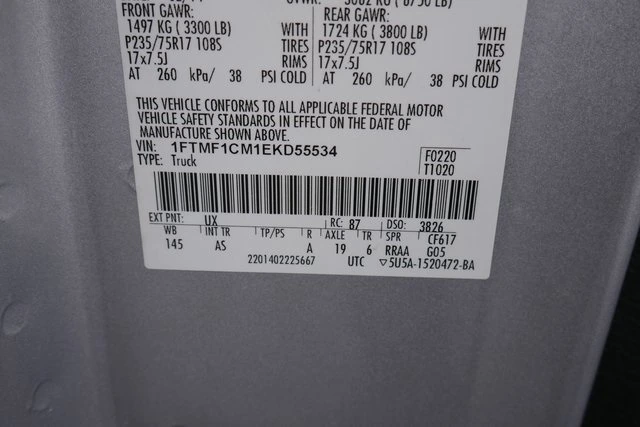 FRONT GAWR: REAR GAWR:
1497 KG ( 3300 LB) WITH 1724 KG ( 3800 LB) WITH
P235/75R17 108S TIRES P235/75R17 108S TIRES
17x7.5J RIMS 17x7.5J RIMS
AT 260 kPa/ 38 PSI COLD AT 260 kPa/ 38 PSI COLD
THIS VEHICLE CONFORMS TO ALL APPLICABLE FEDERAL MOTOR
VEHICLE SAFETY STANDARDS IN EFFECT ON THE DATE OF
MANUFACTURE SHOWN ABOVE.
VIN: 1FTMF1CM1EKD55534 F0220
TYPE: Truck T1020
EXT PNT: UX RC: 87 DSO: 3826
WB INT TR TP/PS R AXLE TR SPR CF617
145 AS A 19 6 RRAA G05
2201402225667 UTC ▽5U5A-1520472-BA